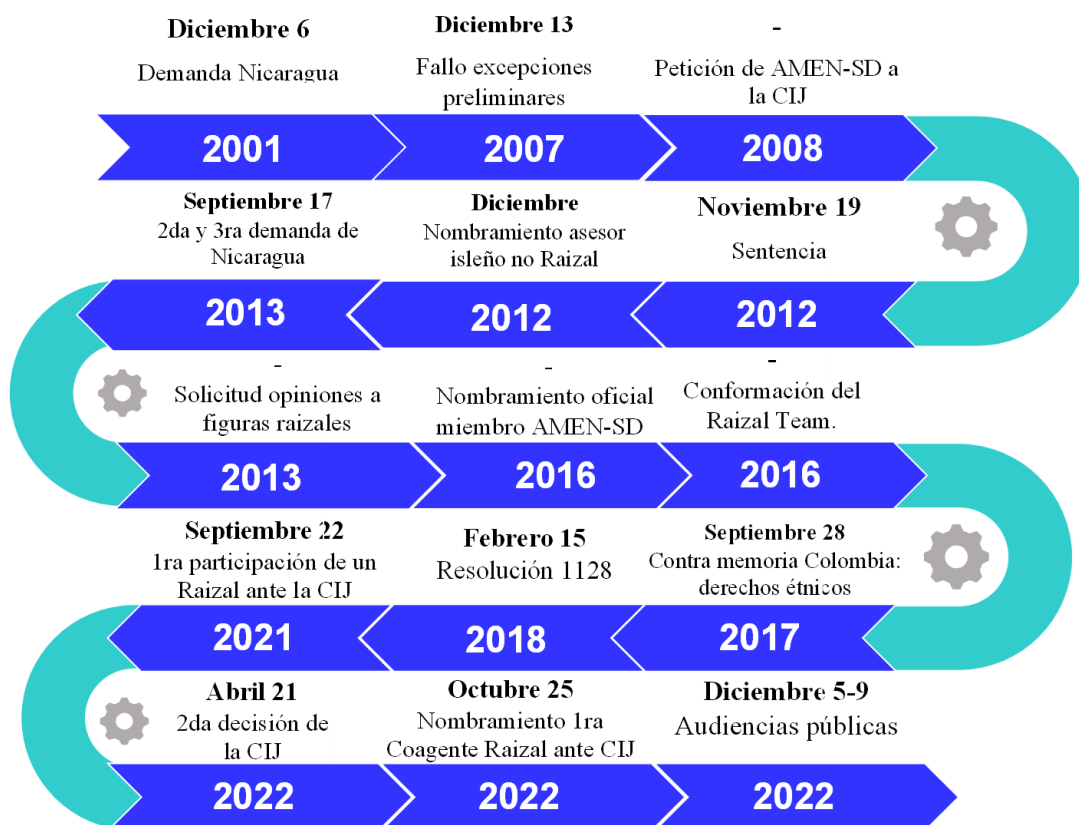 Diciembre 6
Demanda Nicaragua
2001
Diciembre 13
Fallo excepciones
preliminares
2007
-
Petición de AMEN-SD a
la CIJ
2008
Septiembre 17
2da y 3ra demanda de
Nicaragua
2013
Diciembre
Nombramiento asesor
isleño no Raizal
2012
Noviembre 19
Sentencia
2012
-
Solicitud opiniones a
figuras raizales
2013
-
Nombramiento oficial
miembro AMEN-SD
2016
-
Conformación del
Raizal Team.
2016
Septiembre 22
1ra participación de un
Raizal ante la CIJ
2021
Febrero 15
Resolución 1128
2018
Septiembre 28
Contra memoria Colombia:
derechos étnicos
2017
Abril 21
2da decisión de
la CIJ
2022
Octubre 25
Nombramiento 1ra
Coagente Raizal ante CIJ
2022
Diciembre 5-9
Audiencias públicas
2022